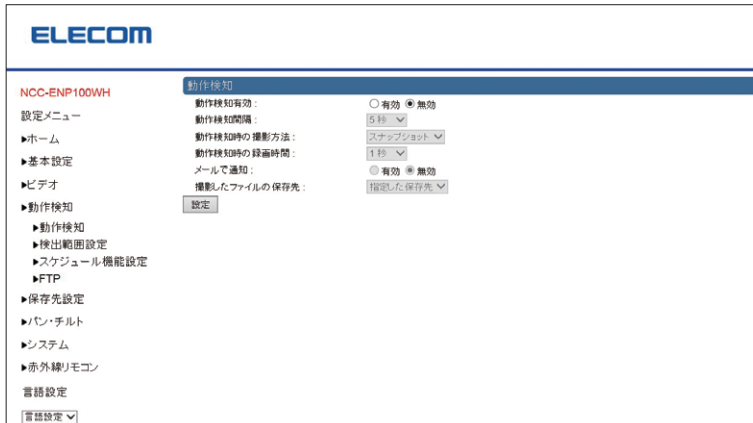 ELECOM
NCC-ENP100WH
設定メニュー
▶ホーム
▶基本設定
▶ビデオ
▶動作検知
▶動作検知
▶検出範囲設定
▶スケジュール機能設定
▶FTP
▶保存先設定
▶パン・チルト
▶システム
▶赤外線リモコン
言語設定
言語設定
動作検知
動作検知有効: 有効 無効
動作検知間隔: 5 秒
動作検知時の撮影方法: スナップショット
動作検知時の録画時間: 1 秒
メールで通知: 有効 無効
撮影したファイルの保存先: 指定した保存先
設定